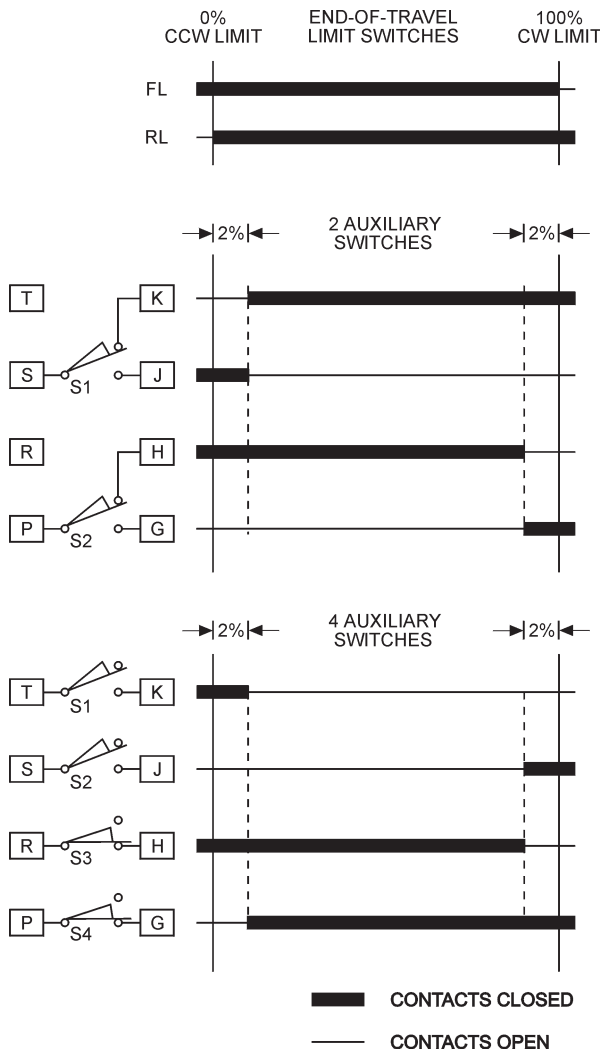 0%
CCW LIMIT
END-OF-TRAVEL
LIMIT SWITCHES
100%
CW LIMIT
FL
RL
2%
2 AUXILIARY
SWITCHES
2%
T
K
S
S1
J
R
H
P
S2
G
2%
4 AUXILIARY
SWITCHES
2%
T
S1
K
S
S2
J
R
S3
H
P
S4
G
CONTACTS CLOSED
CONTACTS OPEN